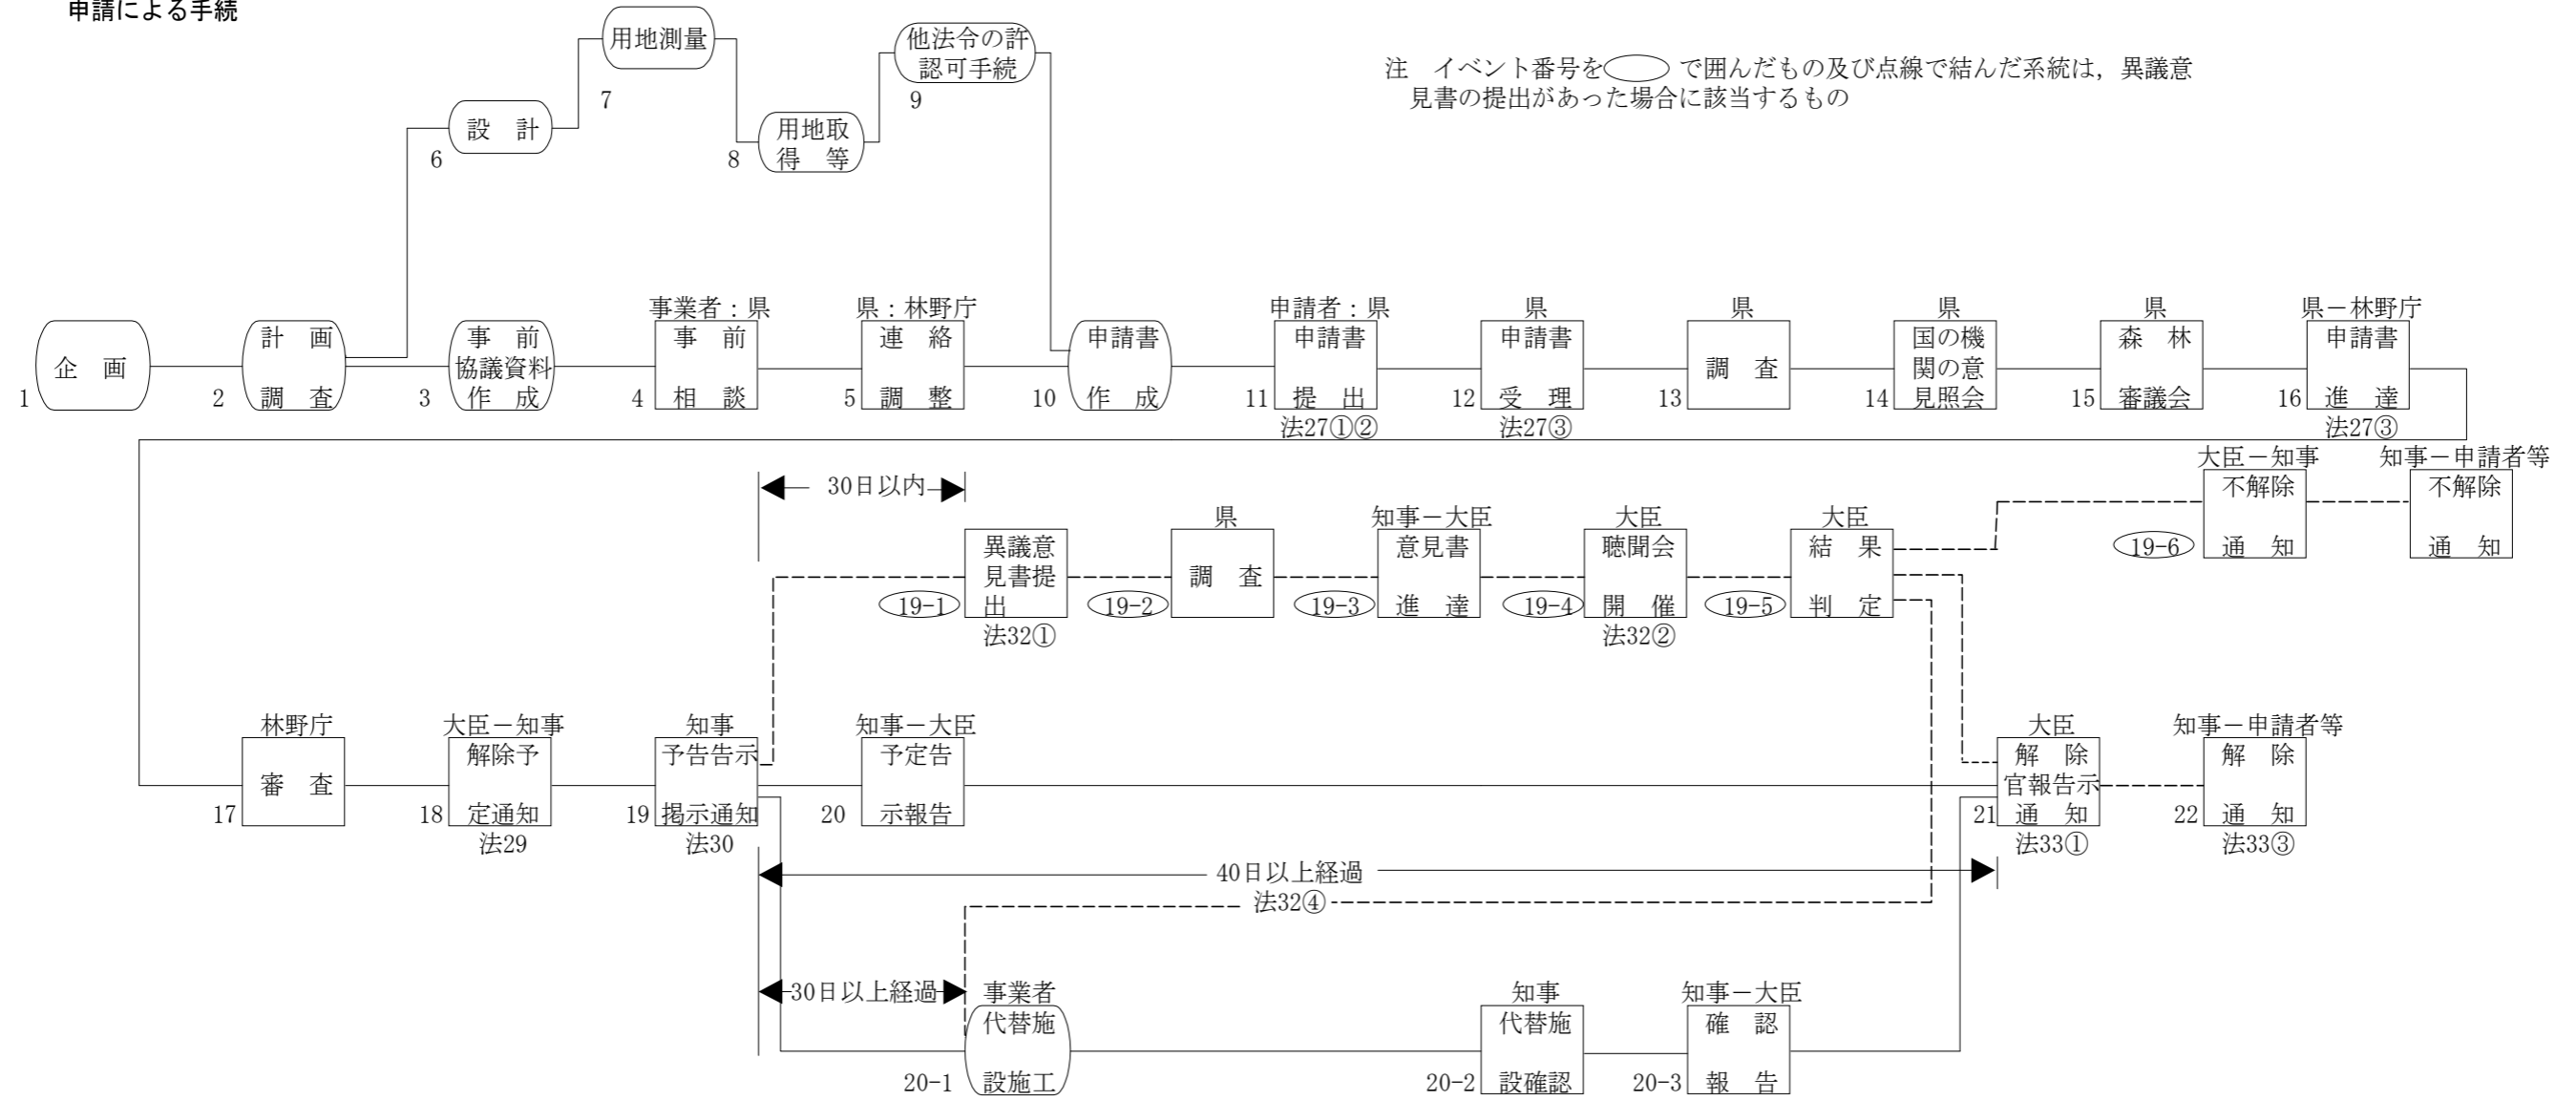 申請による手続
用地測量
7
他法令の許
認可手続
9
注　イベント番号を　　で囲んだもの及び点線で結んだ系統は，異議意
見書の提出があった場合に該当するもの
設　計
6
用地取
得　等
8
企　画
1
計　画
調　査
2
事　前
協議資料
作　成
3
事業者：県
事　前
相　談
4
県：林野庁
連　絡
調　整
5
申請書
作　成
10
申請者：県
申請書
提　出
11
法27①②
県
申請書
受　理
12
法27③
県
調　査
13
県
国の機
関の意
見照会
14
県
森　林
審議会
15
県－林野庁
申請書
進　達
16
法27③
30日以内
異議意
見書提
出
19-1
法32①
県
調　査
19-2
知事－大臣
意見書
進　達
19-3
大臣
聴聞会
開　催
19-4
法32②
大臣
結　果
判　定
19-5
大臣－知事
不解除
通　知
19-6
知事－申請者等
不解除
通　知
林野庁
審　査
17
大臣－知事
解除予
定通知
18
法29
知事
予告告示
掲示通知
19
法30
知事－大臣
予定告
示報告
20
大臣
解　除
官報告示
通　知
21
法33①
知事－申請者等
解　除
通　知
22
法33③
40日以上経過
法32④
30日以上経過
事業者
代替施
設施工
20-1
知事
代替施
設確認
20-2
知事－大臣
確　認
報　告
20-3